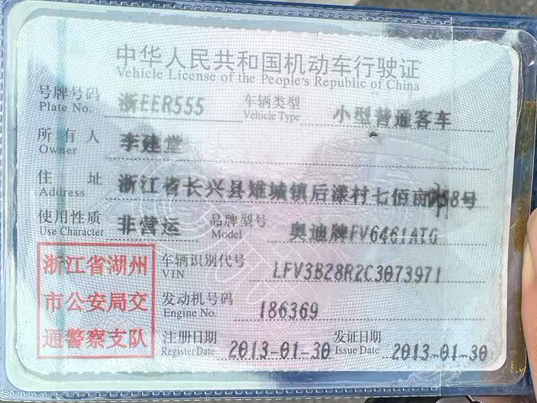 中华人民共和国机动车行驶证
Vehicle License of the People's Republic of China
号牌号码 浙EER555 车辆类型 小型普通客车
Plate No. Vehicle Type
所有人 李建堂
Owner
住址 浙江省长兴县雉城镇后漾村七佰亩 58号
Address
使用性质 非营运 品牌型号 奥迪牌FV6461ATG
Use Character Model
浙江省湖州
市公安局交
通警察支队
车辆识别代号 LFV3B28R2C3073971
VIN
发动机号码 186369
Engine No.
注册日期 2013-01-30 发证日期 2013-01-30
Register Date Issue Date